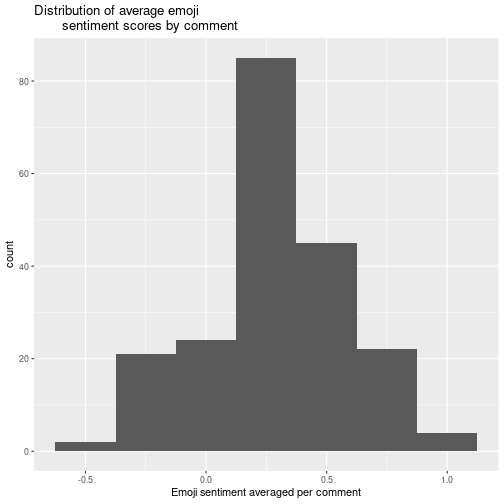 Distribution of average emoji
sentiment scores by comment
80
60
40
20
0
count
-0.5
0.0
0.5
1.0
Emoji sentiment averaged per comment